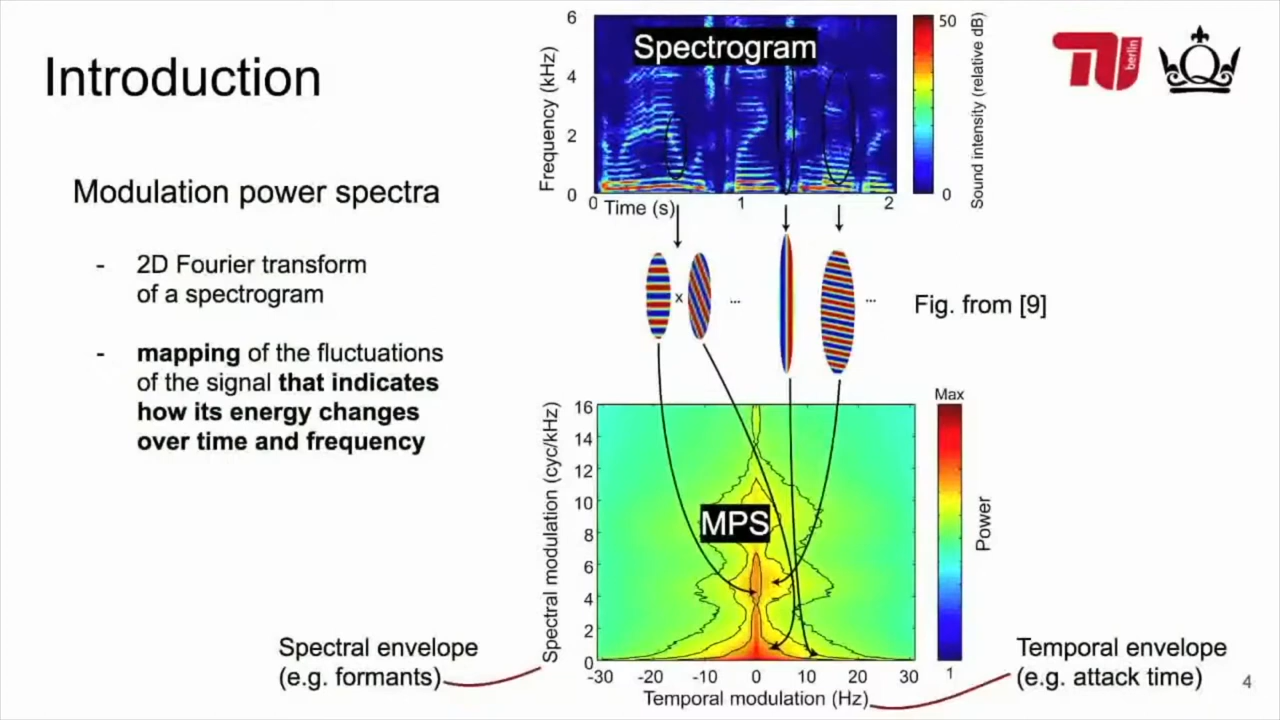 Introduction
Modulation power spectra
- 2D Fourier transform
of a spectrogram
- mapping of the fluctuations
of the signal that indicates
how its energy changes
over time and frequency
Spectrogram
Frequency (kHz)
6
4
2
0
0 Time (s) 1 2
50
0
Sound intensity (relative dB)
berlin
Q
x ... ...
Fig. from [9]
MPS
Spectral modulation (cyc/kHz)
16
14
12
10
8
6
4
2
0
-30 -20 -10 0 10 20 30
Temporal modulation (Hz)
Max
1
Power
Spectral envelope
(e.g. formants)
Temporal envelope
(e.g. attack time)
4